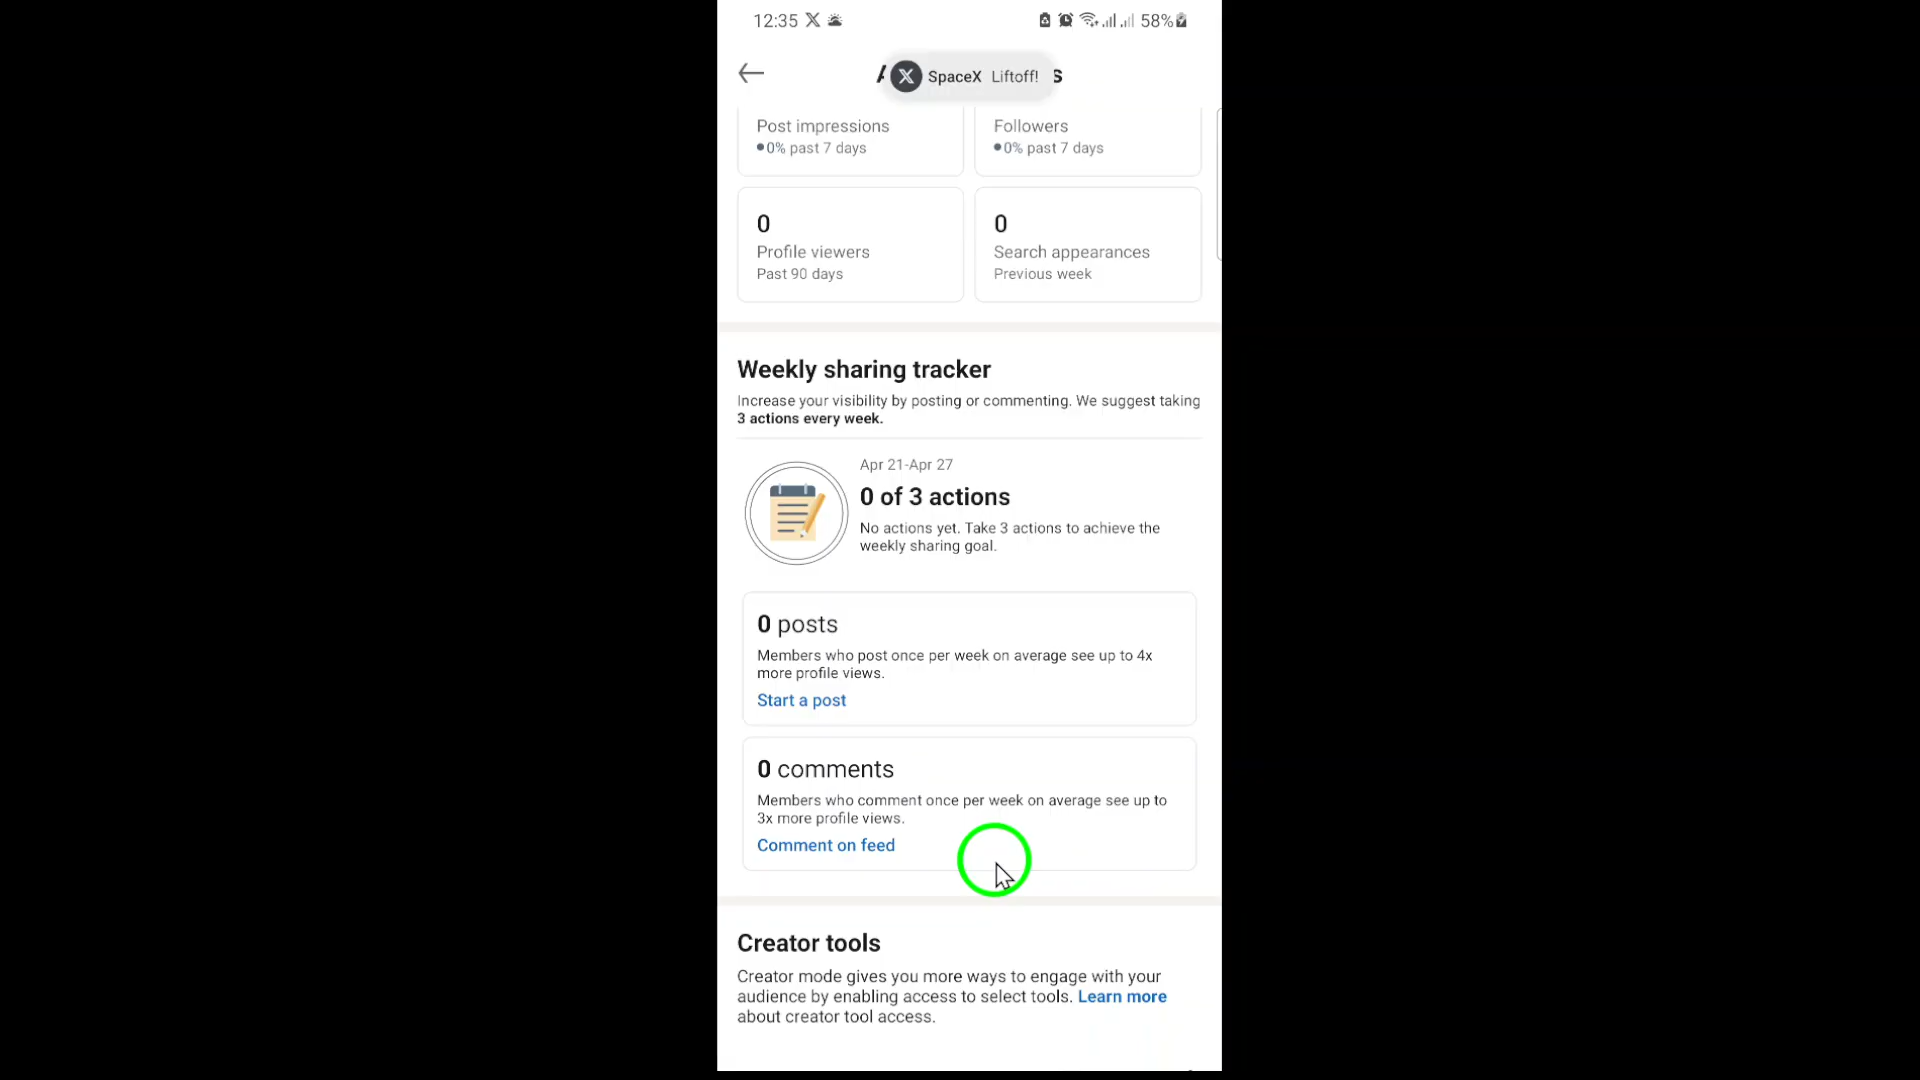 12:35
58%
SpaceX Liftoff!
Post impressions
0% past 7 days
Followers
0% past 7 days
0
Profile viewers
Past 90 days
0
Search appearances
Previous week
Weekly sharing tracker
Increase your visibility by posting or commenting. We suggest taking
3 actions every week.
Apr 21-Apr 27
0 of 3 actions
No actions yet. Take 3 actions to achieve the
weekly sharing goal.
0 posts
Members who post once per week on average see up to 4x
more profile views.
Start a post
0 comments
Members who comment once per week on average see up to
3x more profile views.
Comment on feed
Creator tools
Creator mode gives you more ways to engage with your
audience by enabling access to select tools. Learn more
about creator tool access.